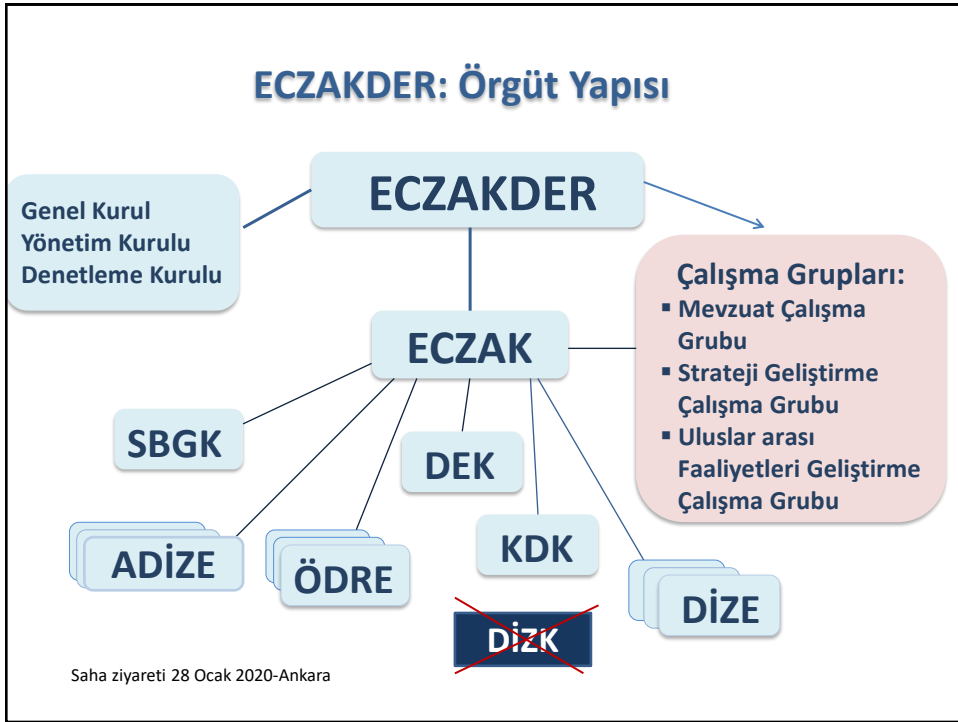 ECZAKDER: Örgüt Yapısı
ECZAKDER
Genel Kurul
Yönetim Kurulu
Denetleme Kurulu
Çalışma Grupları:
▪ Mevzuat Çalışma
Grubu
▪ Strateji Geliştirme
Çalışma Grubu
▪ Uluslar arası
Faaliyetleri Geliştirme
Çalışma Grubu
ECZAK
SBGK
DEK
ADİZE
ÖDRE
KDK
DİZE
DİZK
Saha ziyareti 28 Ocak 2020-Ankara